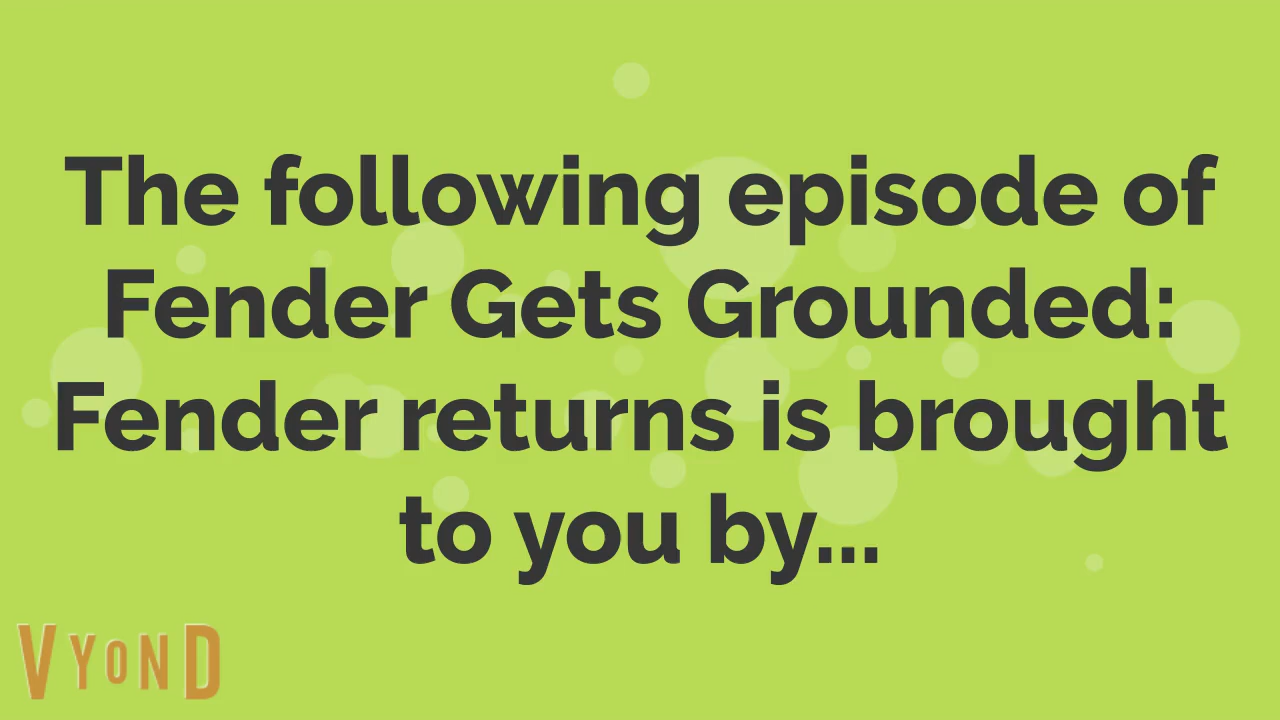 The following episode of
Fender Gets Grounded:
Fender returns is brought
to you by...
VYOND